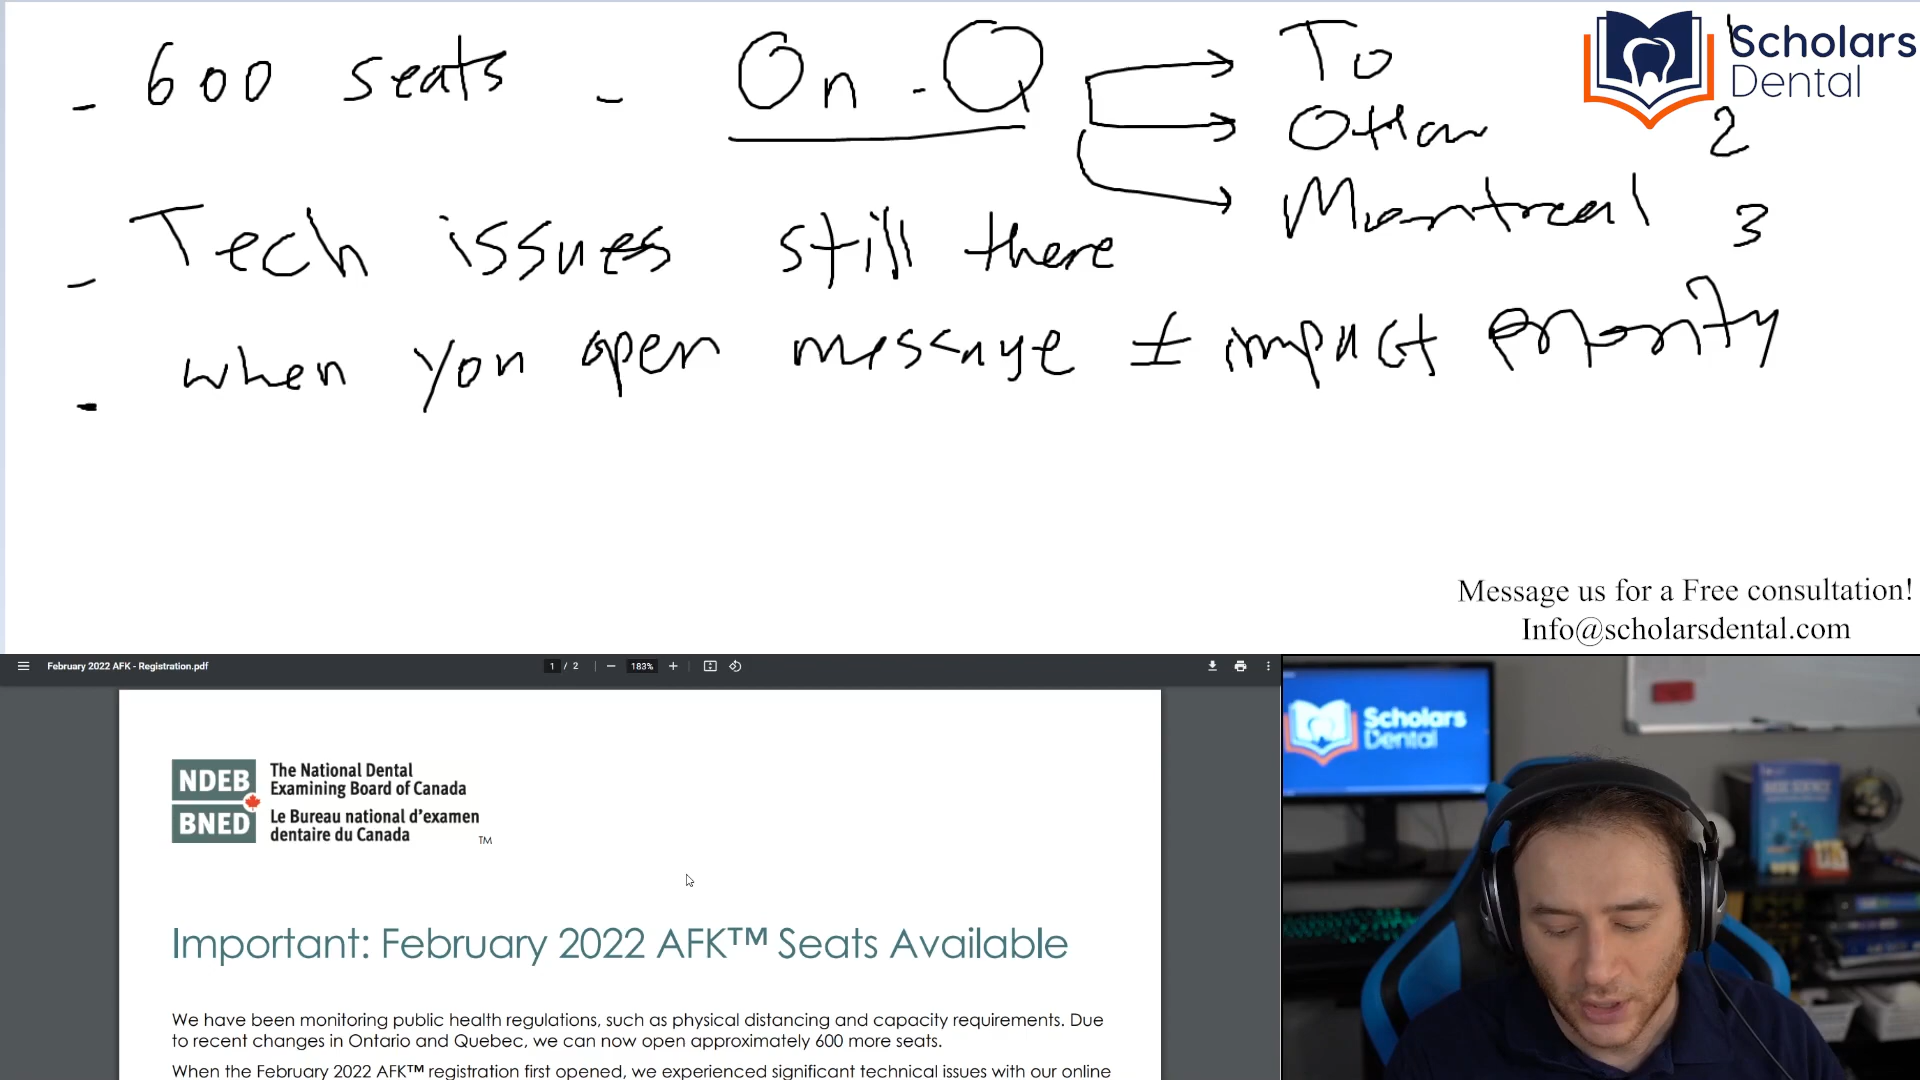 - 600 seats - On-Q To 1
Scholars
Dental
Ottaw 2
Montreal 3
- Tech issues still there
- when you open message ± impact priority
Message us for a Free consultation!
Info@scholarsdental.com
February 2022 AFK - Registration.pdf
1 / 2 - 183% +
NDEB
BNED
The National Dental
Examining Board of Canada
Le Bureau national d'examen
dentaire du Canada TM
Important: February 2022 AFK™ Seats Available
We have been monitoring public health regulations, such as physical distancing and capacity requirements. Due
to recent changes in Ontario and Quebec, we can now open approximately 600 more seats.
When the February 2022 AFK™ registration first opened, we experienced significant technical issues with our online
Scholars
Dental